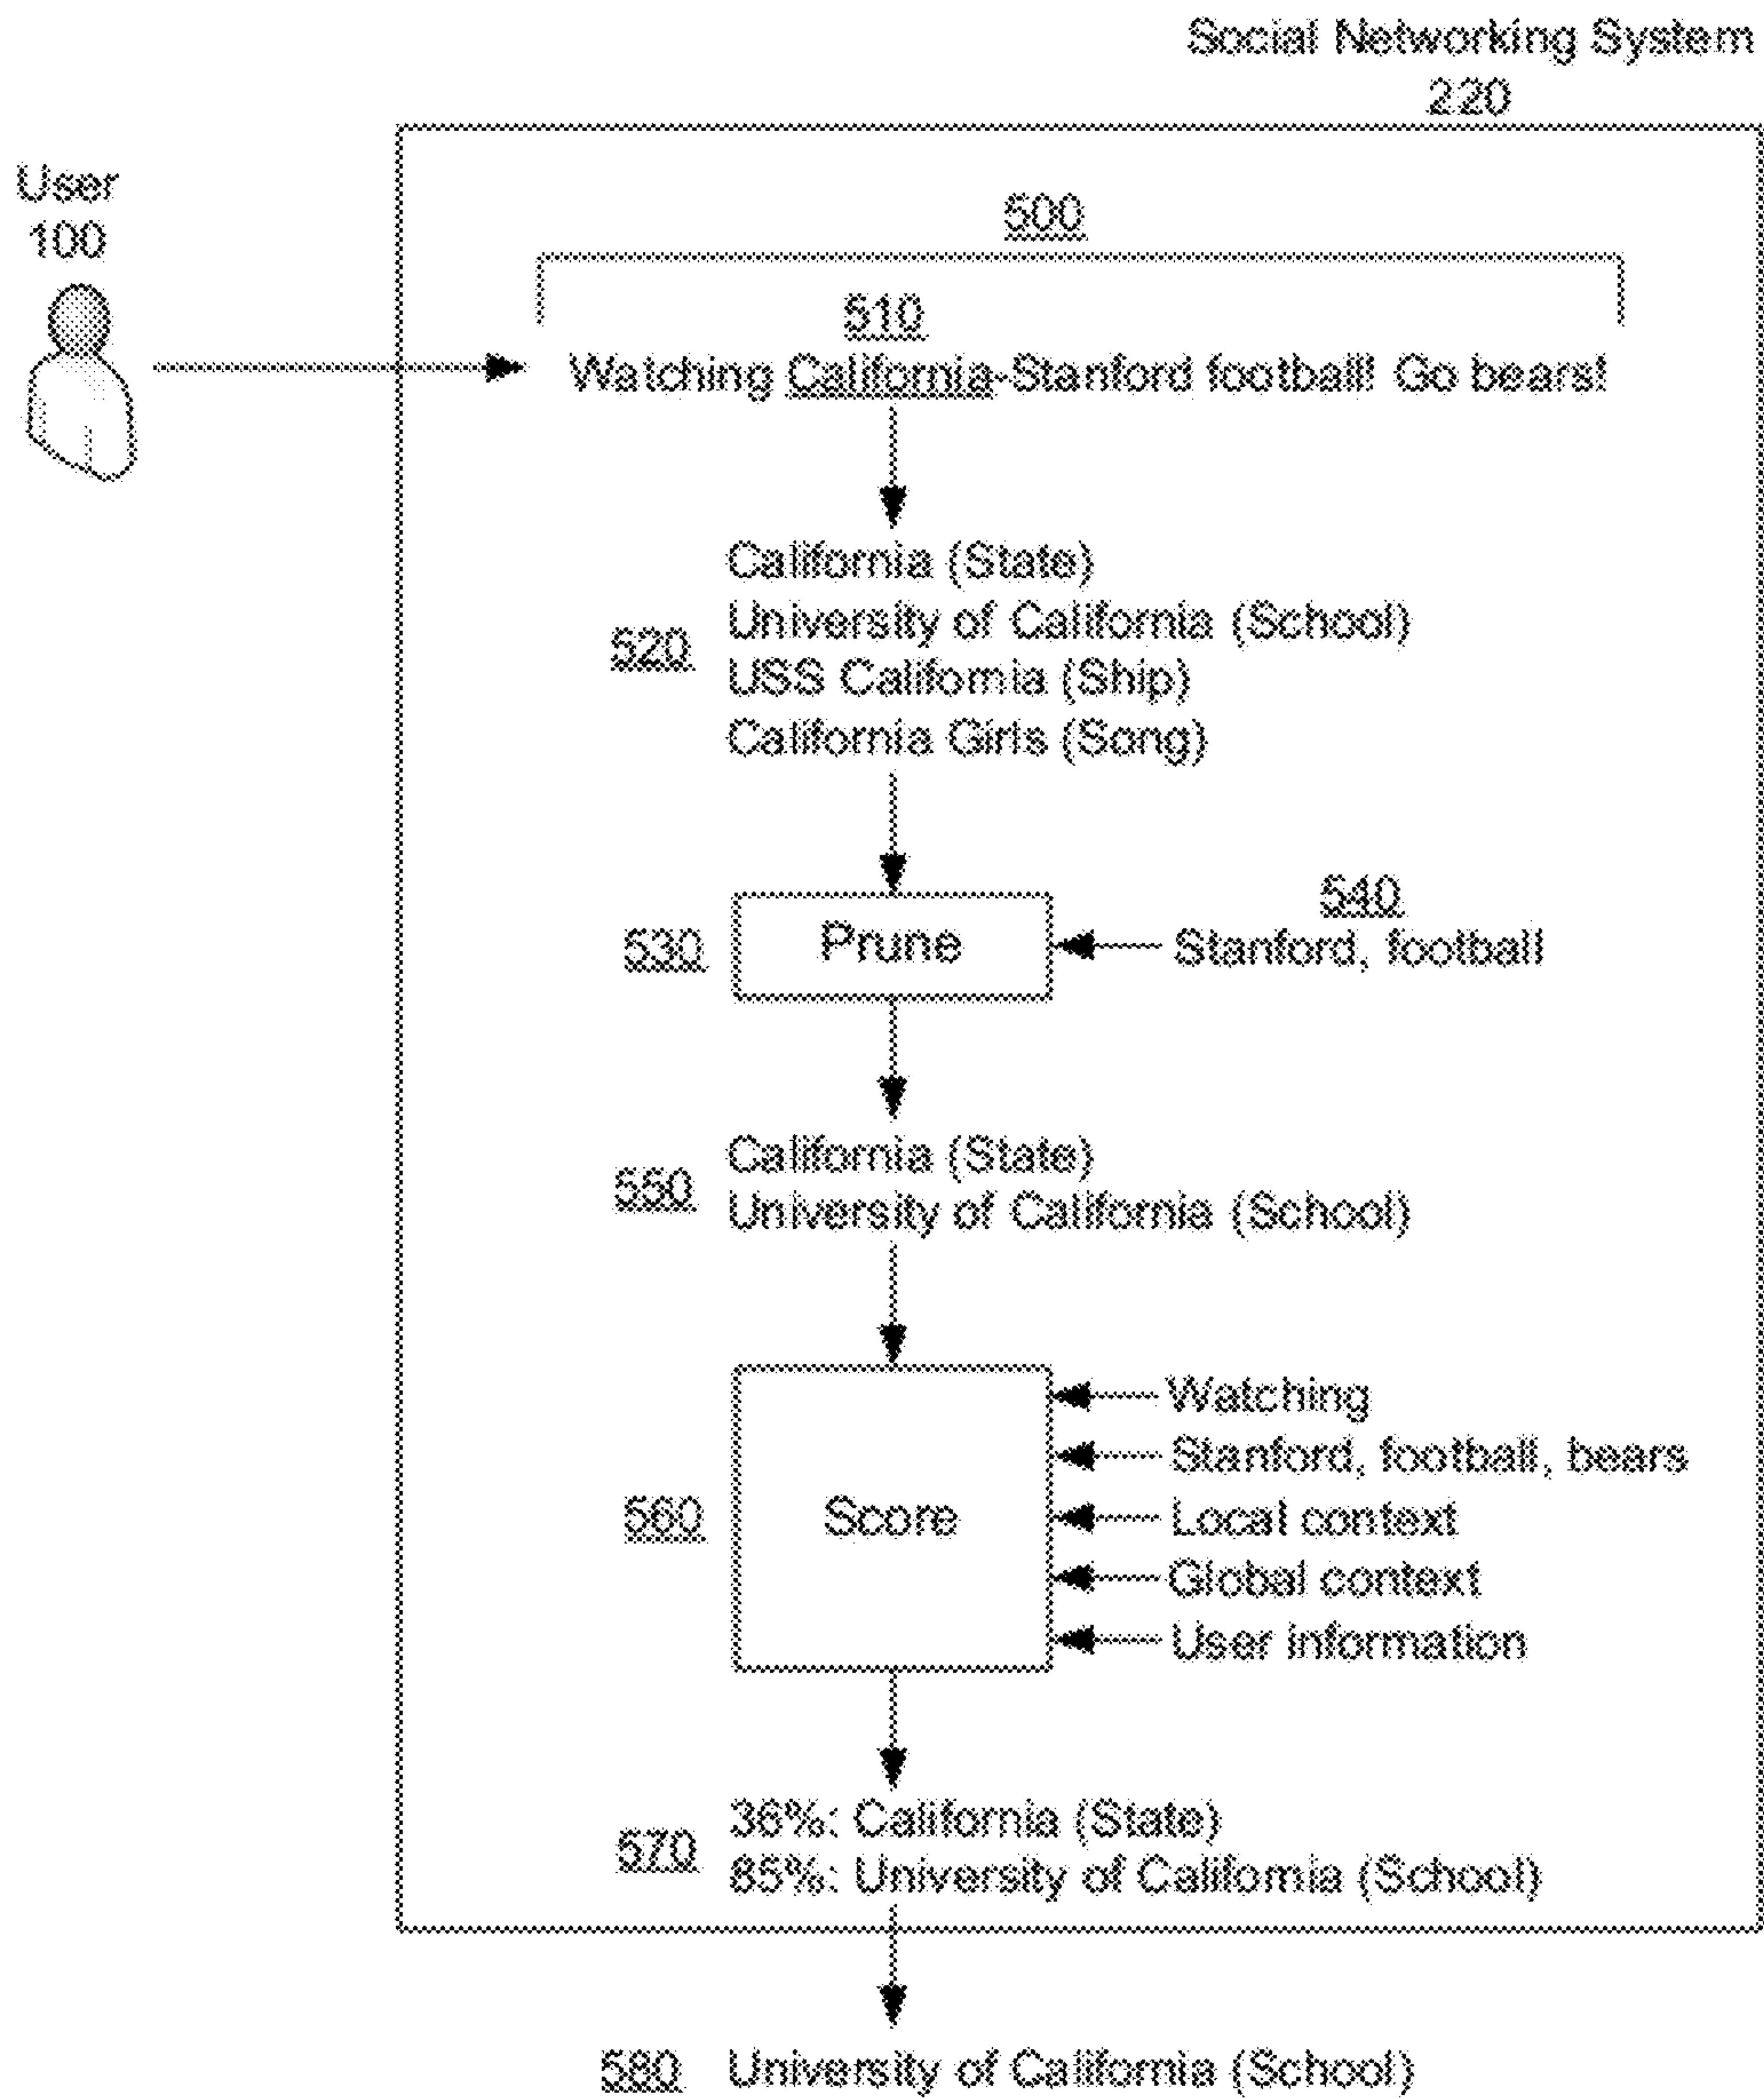 Social Networking System
220
User
100
500
510
Watching California-Stanford football! Go bears!
520
California (State)
University of California (School)
USS California (Ship)
California Girls (Song)
530
Prune
540
Stanford, football
550
California (State)
University of California (School)
560
Score
Watching
Stanford, football, bears
Local context
Global context
User information
570
36%: California (State)
85%: University of California (School)
580
University of California (School)